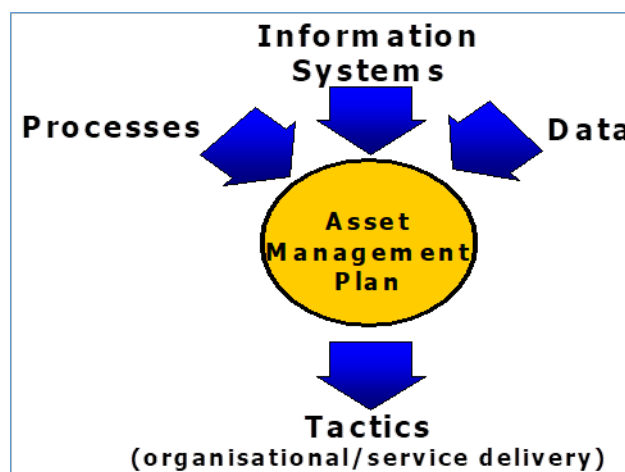 Information
Systems
Processes
Data
Asset
Management
Plan
Tactics
(organisational/service delivery)